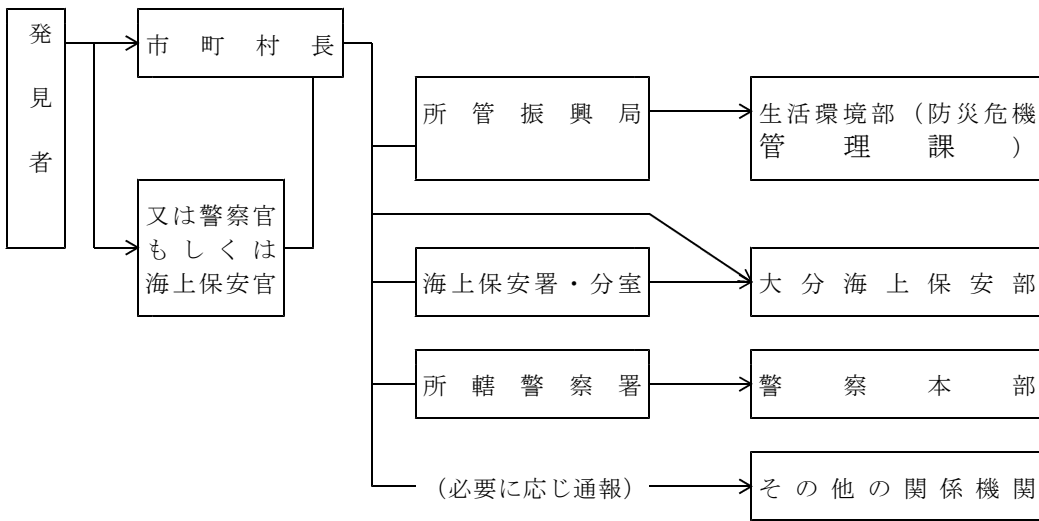 発見者
市町村長
又は警察官
もしくは
海上保安官
所管振興局
生活環境部(防災危機
管理課)
海上保安署・分室
大分海上保安部
所轄警察署
警察本部
(必要に応じ通報)
その他の関係機関